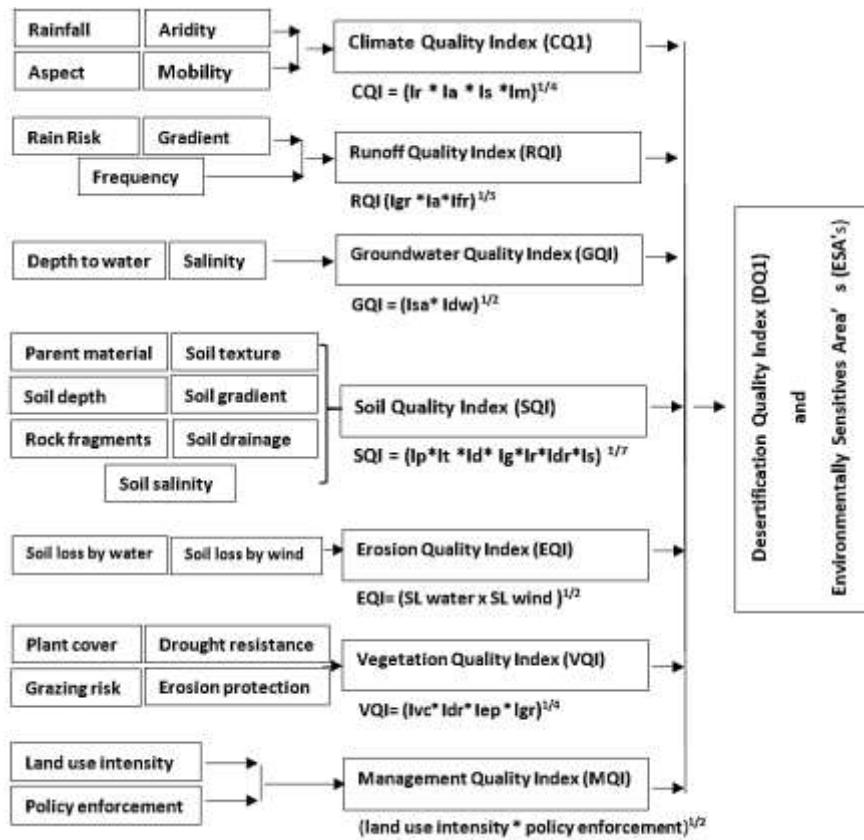 Rainfall
Aridity
Aspect
Mobility
Climate Quality Index (CQ1)
CQI = (Ir * Ia * Is *Im)^1/4
Rain Risk
Gradient
Frequency
Runoff Quality Index (RQI)
RQI (Igr *Ia*Ifr)^1/3
Depth to water
Salinity
Groundwater Quality Index (GQI)
GQI = (Isa* Idw)^1/2
Parent material
Soil texture
Soil depth
Soil gradient
Rock fragments
Soil drainage
Soil salinity
Soil Quality Index (SQI)
SQI = (Ip*It *Id* Ig*Ir*Idr*Is) ^1/7
Soil loss by water
Soil loss by wind
Erosion Quality Index (EQI)
EQI= (SL water x SL wind )^1/2
Plant cover
Drought resistance
Grazing risk
Erosion protection
Vegetation Quality Index (VQI)
VQI= (Ivc* Idr* Iep * Igr)^1/4
Land use intensity
Policy enforcement
Management Quality Index (MQI)
(land use intensity * policy enforcement)^1/2
Desertification Quality Index (DQ1)
and
Environmentally Sensitives Area's (ESA's)